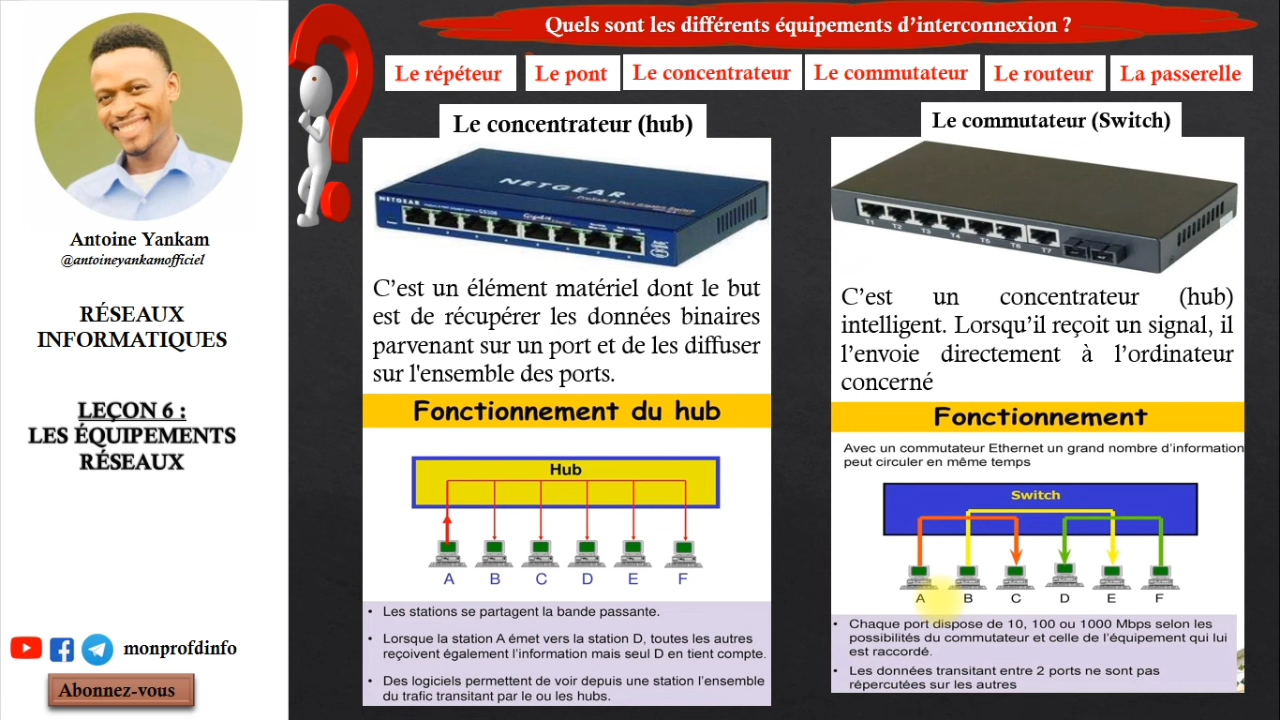 Quels sont les différents équipements d’interconnexion ?
Le répéteur
Le pont
Le concentrateur
Le commutateur
Le routeur
La passerelle
Antoine Yankam
@antoineyankamofficiel
RÉSEAUX
INFORMATIQUES
LEÇON 6 :
LES ÉQUIPEMENTS
RÉSEAUX
monprofdinfo
Abonnez-vous
Le concentrateur (hub)
NETGEAR
NETGEAR
C’est un élément matériel dont le but
est de récupérer les données binaires
parvenant sur un port et de les diffuser
sur l'ensemble des ports.
Fonctionnement du hub
Hub
A B C D E F
• Les stations se partagent la bande passante.
• Lorsque la station A émet vers la station D, toutes les autres
reçoivent également l’information mais seul D en tient compte.
• Des logiciels permettent de voir depuis une station l’ensemble
du trafic transitant par le ou les hubs.
Le commutateur (Switch)
T1 T2 T3 T4 T5 T6 T7
C’est un concentrateur (hub)
intelligent. Lorsqu’il reçoit un signal, il
l’envoie directement à l’ordinateur
concerné
Fonctionnement
Avec un commutateur Ethernet un grand nombre d’information
peut circuler en même temps
Switch
A B C D E F
• Chaque port dispose de 10, 100 ou 1000 Mbps selon les
possibilités du commutateur et celle de l’équipement qui lui
est raccordé.
• Les données transitant entre 2 ports ne sont pas
répercutées sur les autres